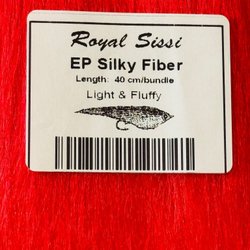 Royal Sissi
EP Silky Fiber
Length: 40 cm/bundle
Light & Fluffy